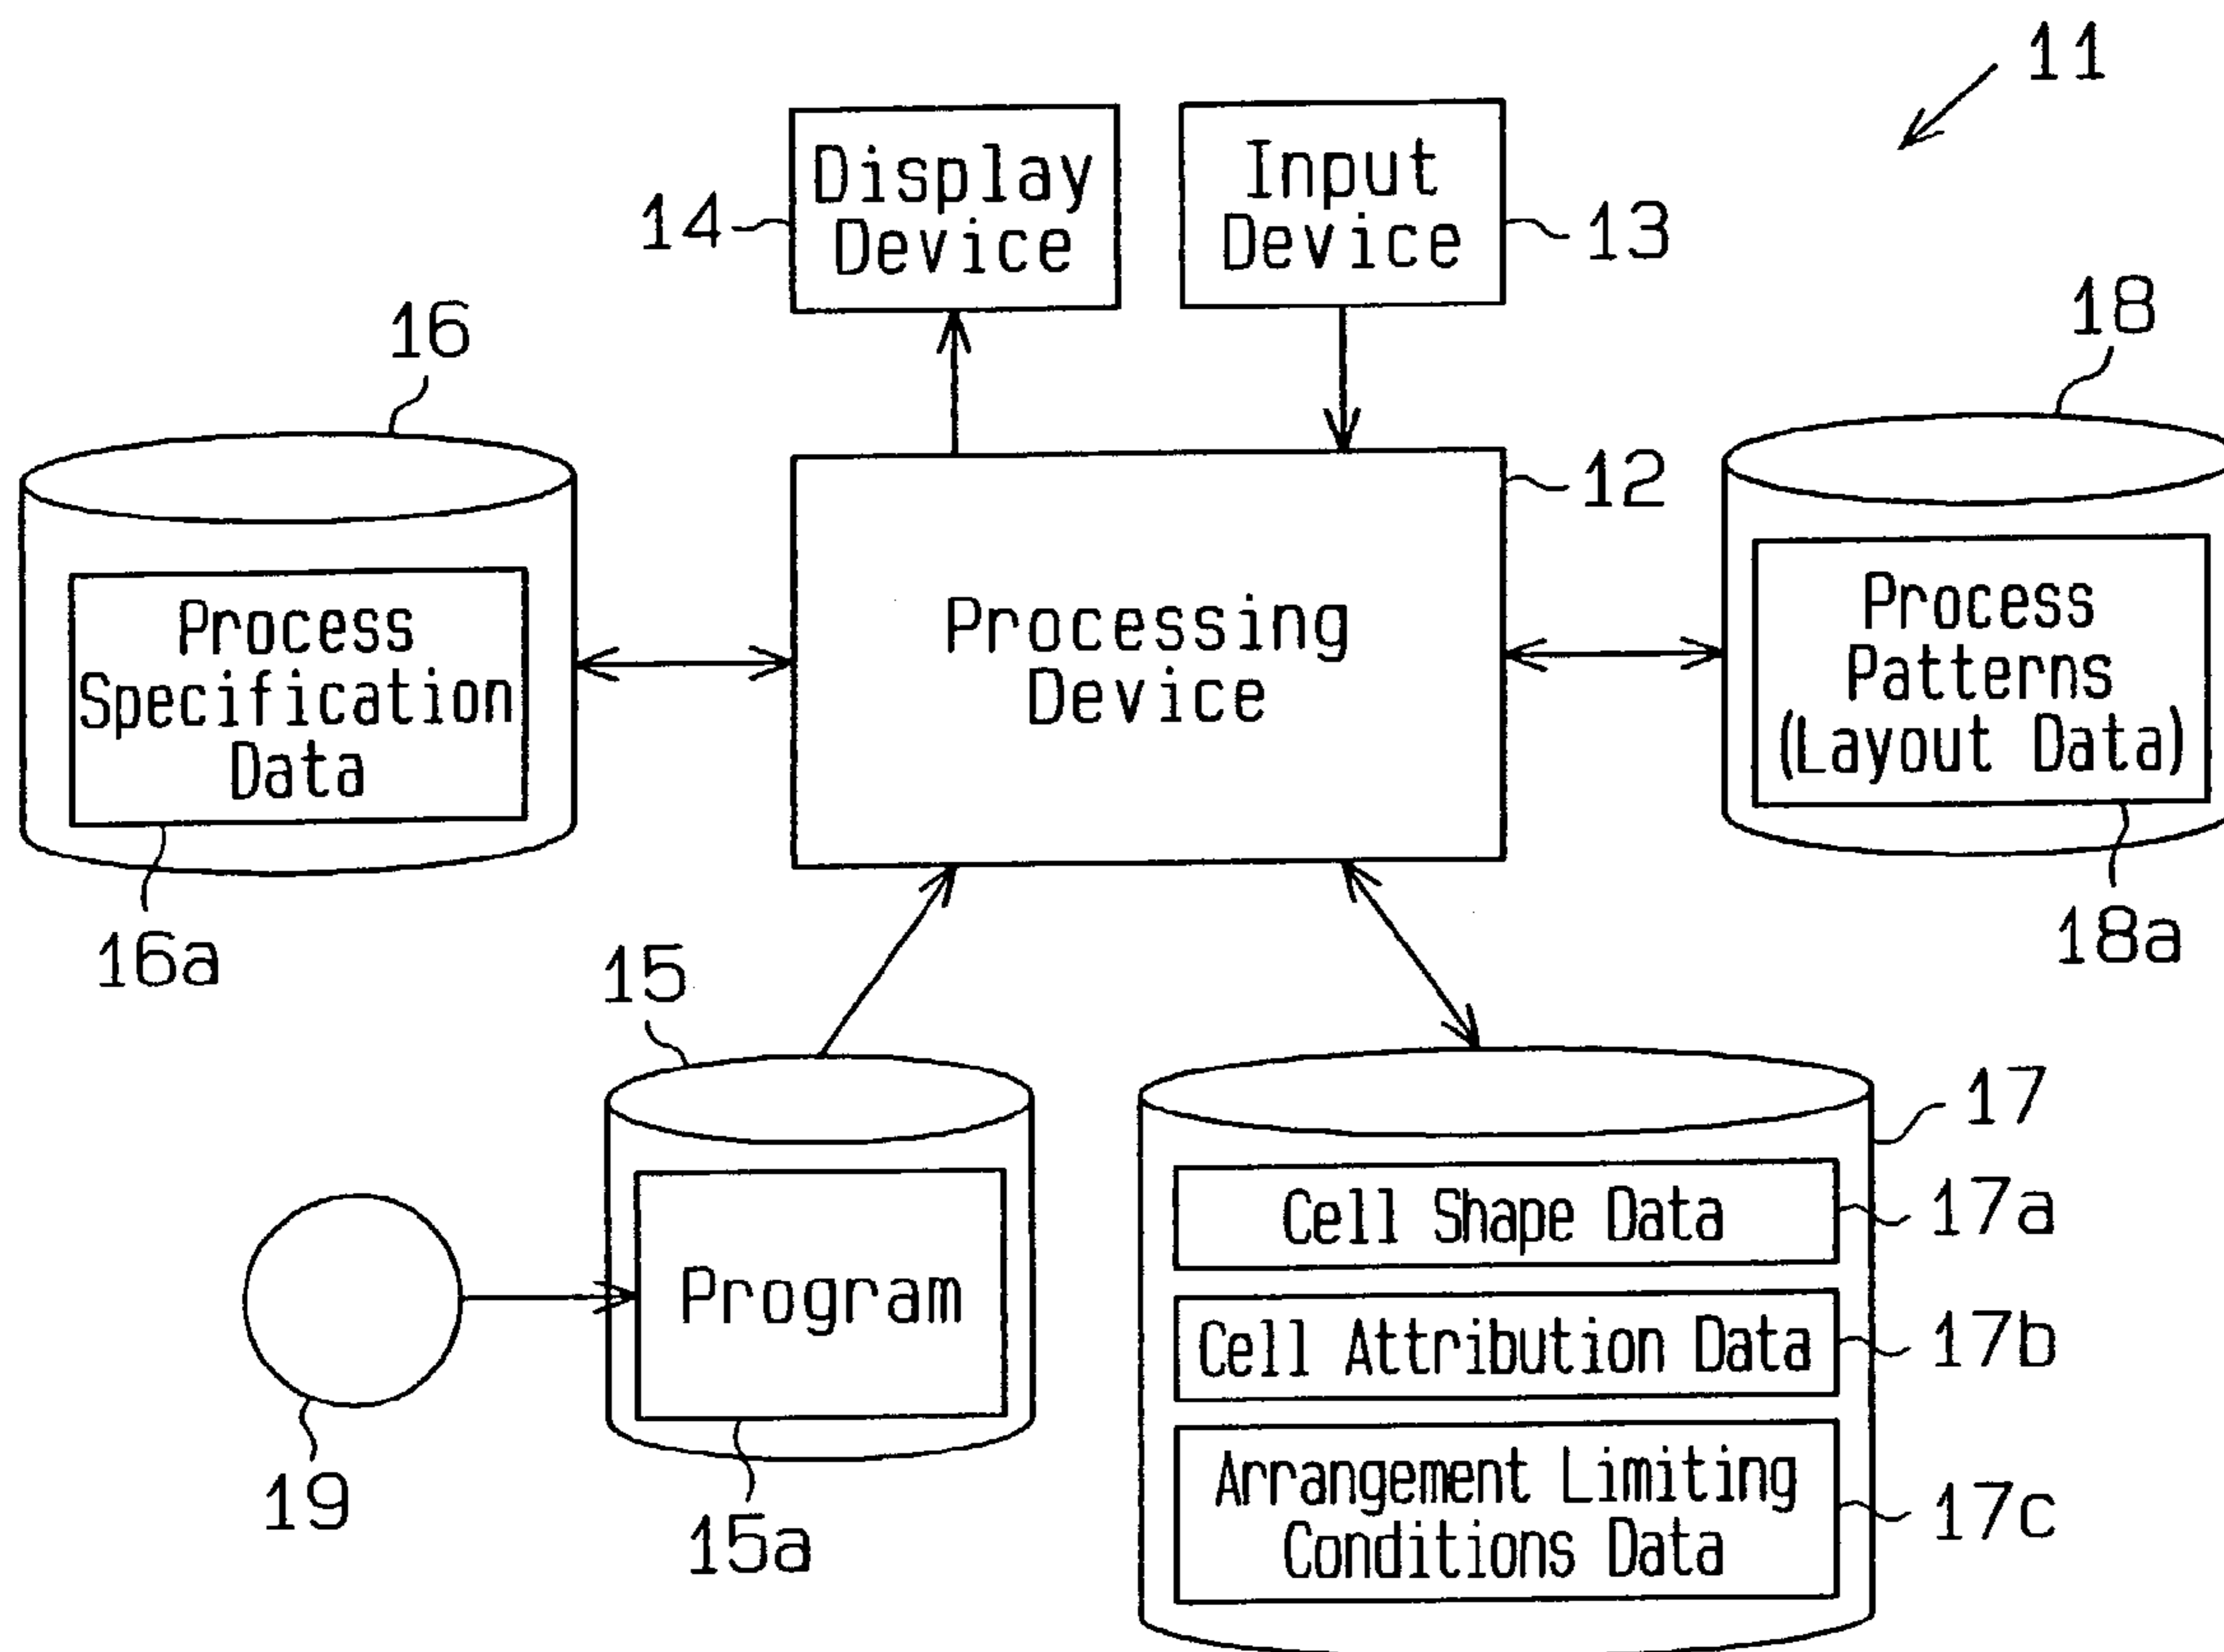 11
Display
Device
14
Input
Device
13
16
18
12
Process
Specification
Data
Processing
Device
Process
Patterns
(Layout Data)
16a
18a
15
17
Program
Cell Shape Data
17a
Cell Attribution Data
17b
Arrangement Limiting
Conditions Data
17c
19
15a